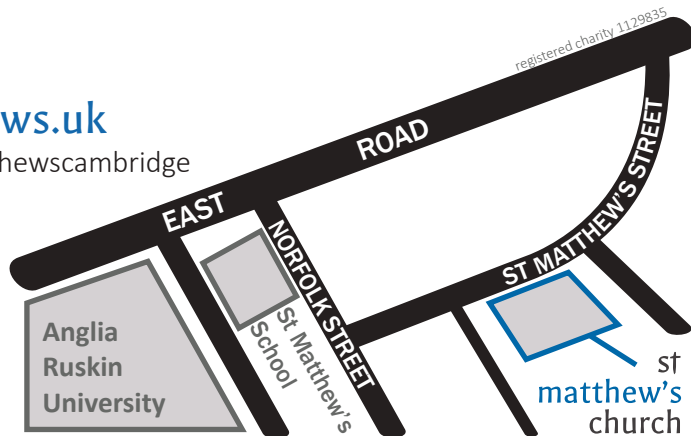 registered charity 1129835
ws.uk
hewscambridge
EAST ROAD
NORFOLK STREET
ST MATTHEW'S STREET
St Matthew's
School
Anglia
Ruskin
University
st
matthew's
church